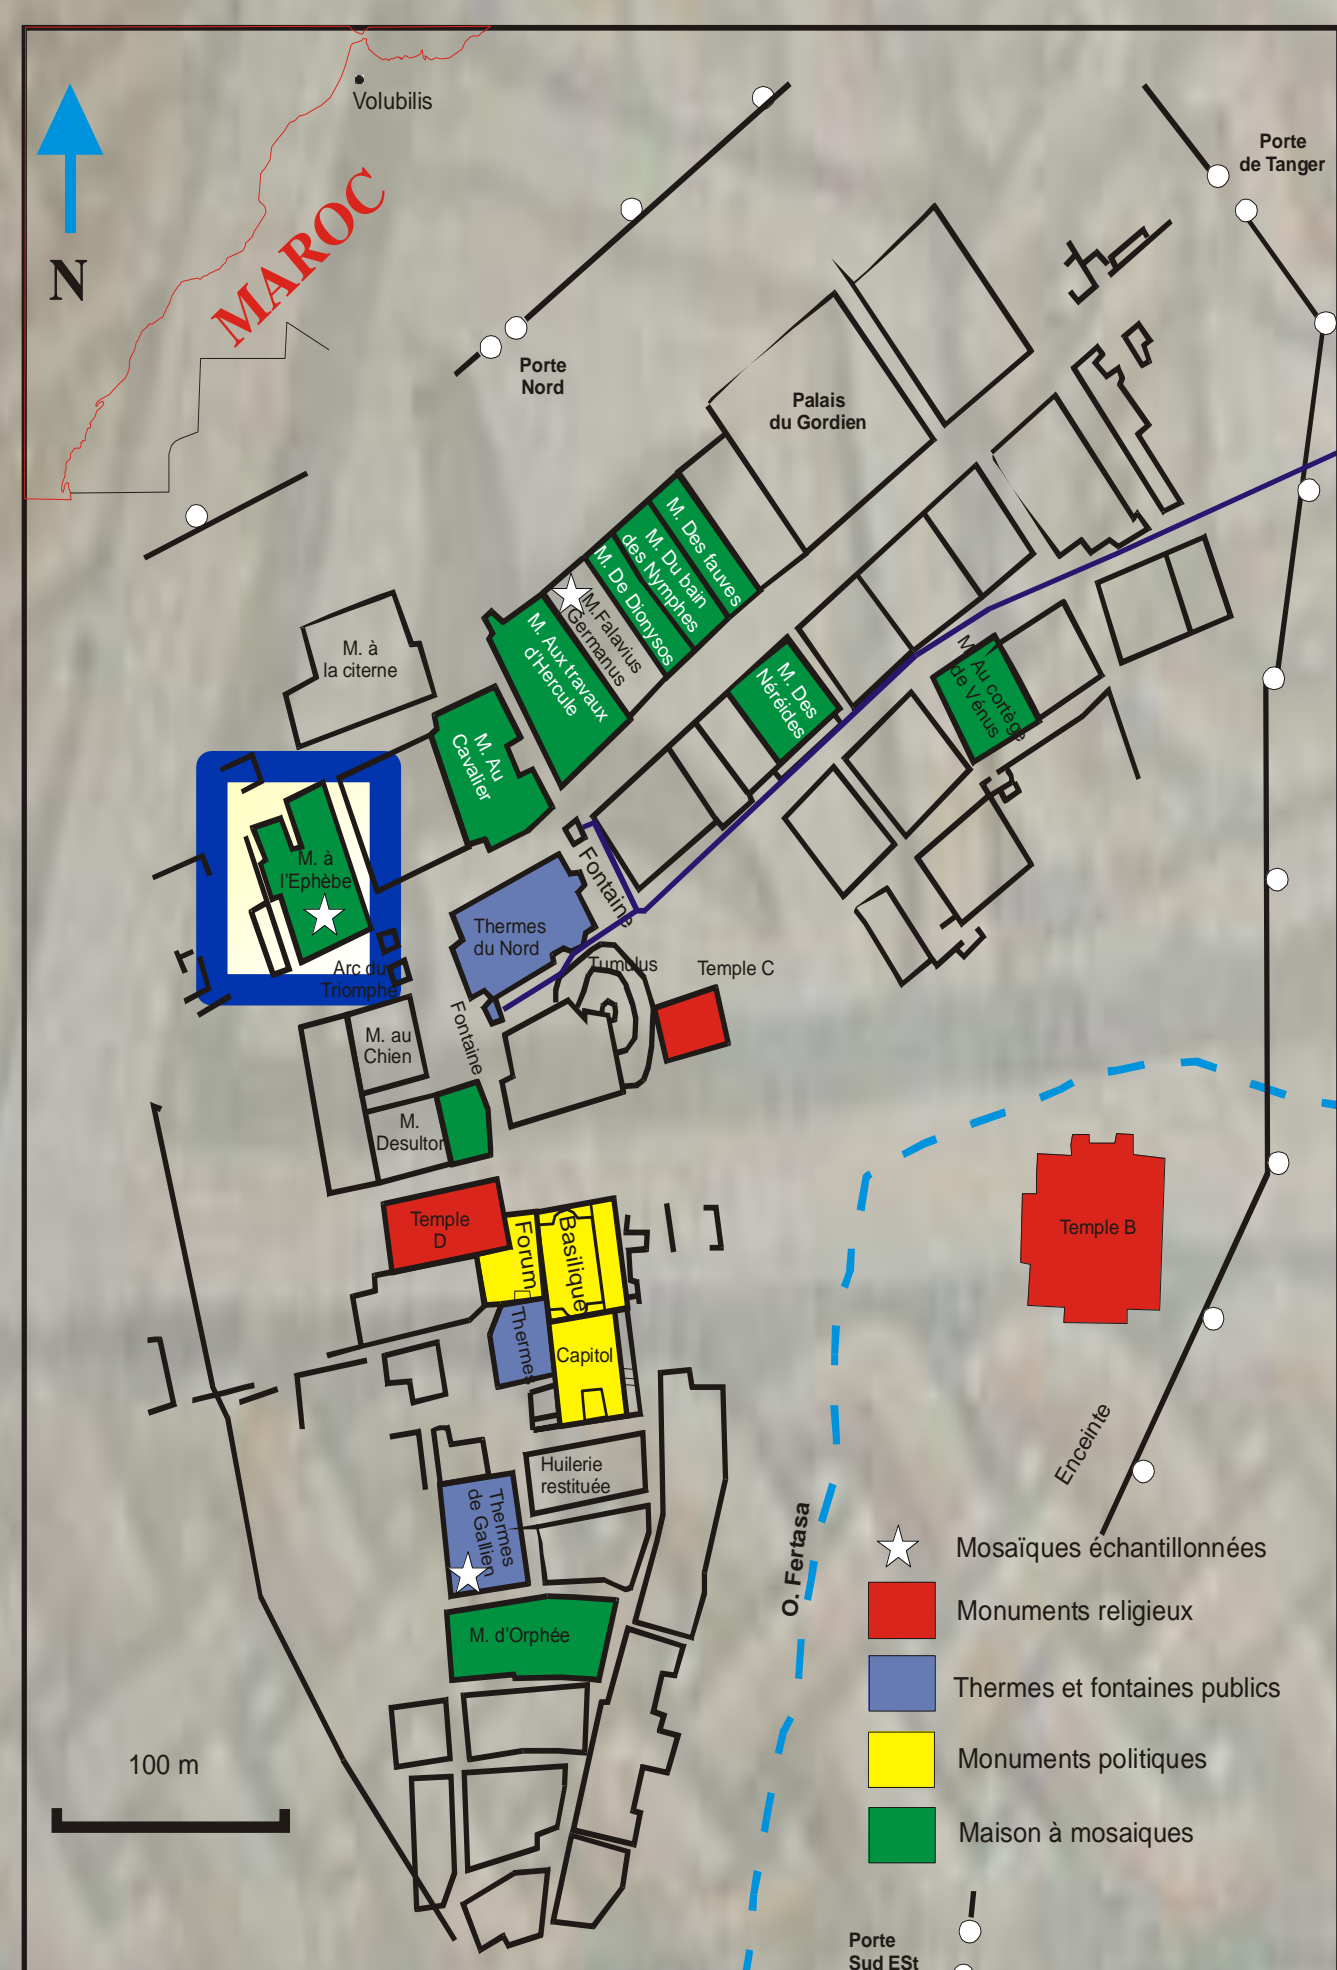 Volubilis
MAROC
N
Porte
de Tanger
Porte
Nord
Palais
du Gordien
M. Des fauves
M. Du bain
des Nymphes
M. De Dionysos
M.Falavius
Germanus
M. Aux travaux
d'Hercule
M. à
la citerne
M. Des
Néréides
M. Au cortège
de Vénus
M. Au
Cavalier
M. à
l'Ephèbe
Fontaine
Thermes
du Nord
Arc du
Triomphe
Tumulus
Temple C
Fontaine
M. au
Chien
M.
Desultor
Temple
D
Forum
Basilique
Temple B
Thermes
Capitol
Enceinte
Huilerie
restituée
Thermes
de Gallien
O. Fertasa
M. d'Orphée
Mosaïques échantillonnées
Monuments religieux
Thermes et fontaines publics
Monuments politiques
Maison à mosaiques
100 m
Porte
Sud ESt